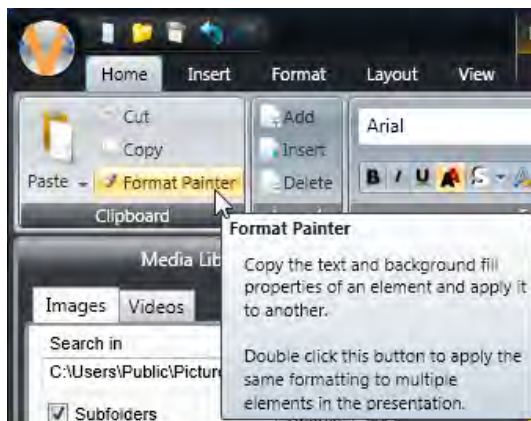 Home Insert Format Layout View
Cut
Copy
Paste
Format Painter
Clipboard
Add
Insert
Delete
Arial
B I U
Format Painter
Copy the text and background fill
properties of an element and apply it
to another.
Double click this button to apply the
same formatting to multiple
elements in the presentation.
Media Lib
Images Videos
Search in
C:\Users\Public\Picture
Subfolders